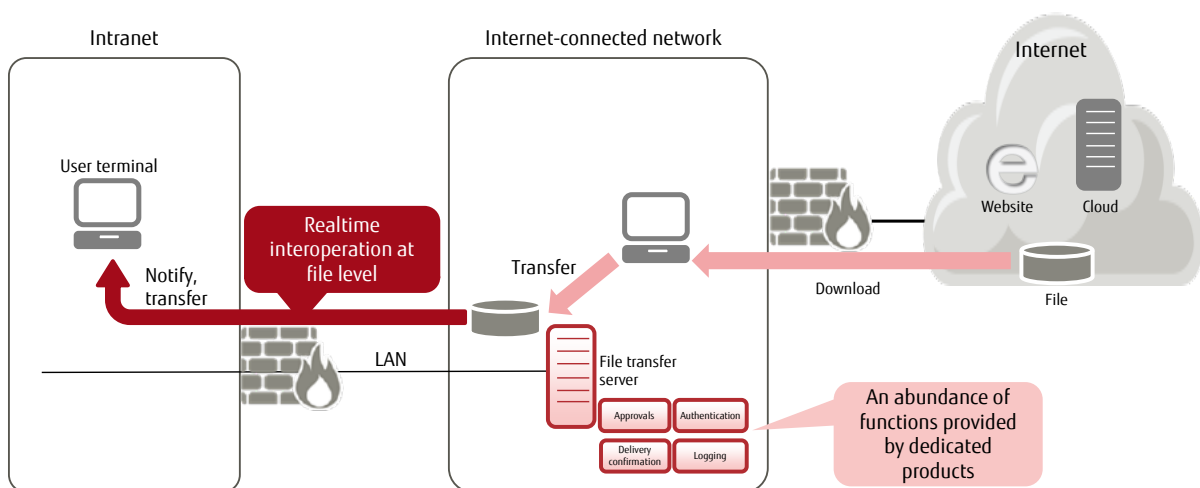 Intranet
Internet-connected network
Internet
User terminal
Website
Cloud
Realtime
interoperation at
file level
Notify,
transfer
Transfer
Download
File
LAN
File transfer
server
Approvals
Authentication
Delivery
confirmation
Logging
An abundance of
functions provided
by dedicated
products